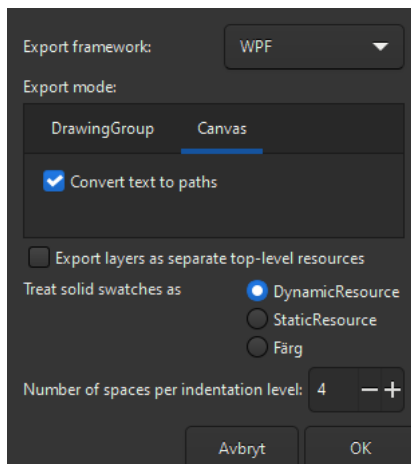 Export framework: WPF
Export mode:
DrawingGroup Canvas
Convert text to paths
Export layers as separate top-level resources
Treat solid swatches as DynamicResource
StaticResource
Färg
Number of spaces per indentation level: 4
Avbryt OK